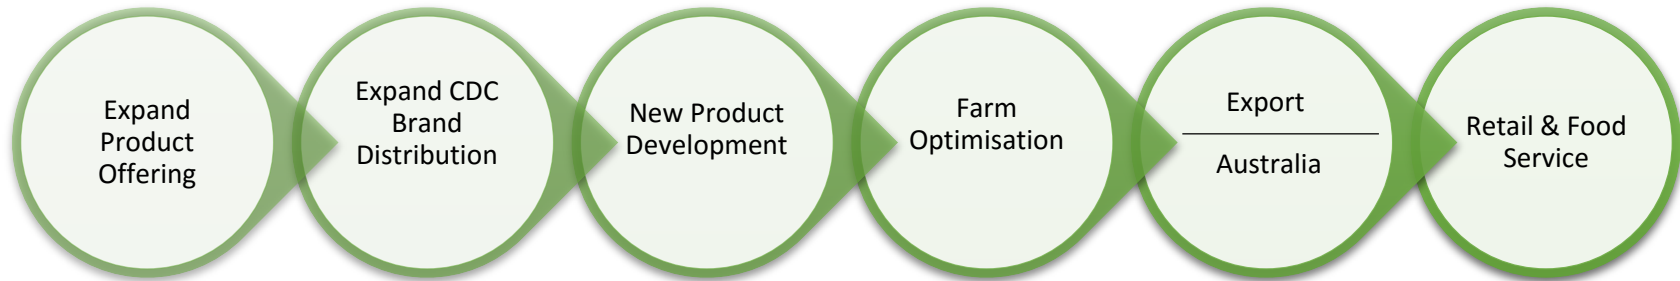 Expand
Product
Offering
Expand CDC
Brand
Distribution
New Product
Development
Farm
Optimisation
Export
Australia
Retail & Food
Service